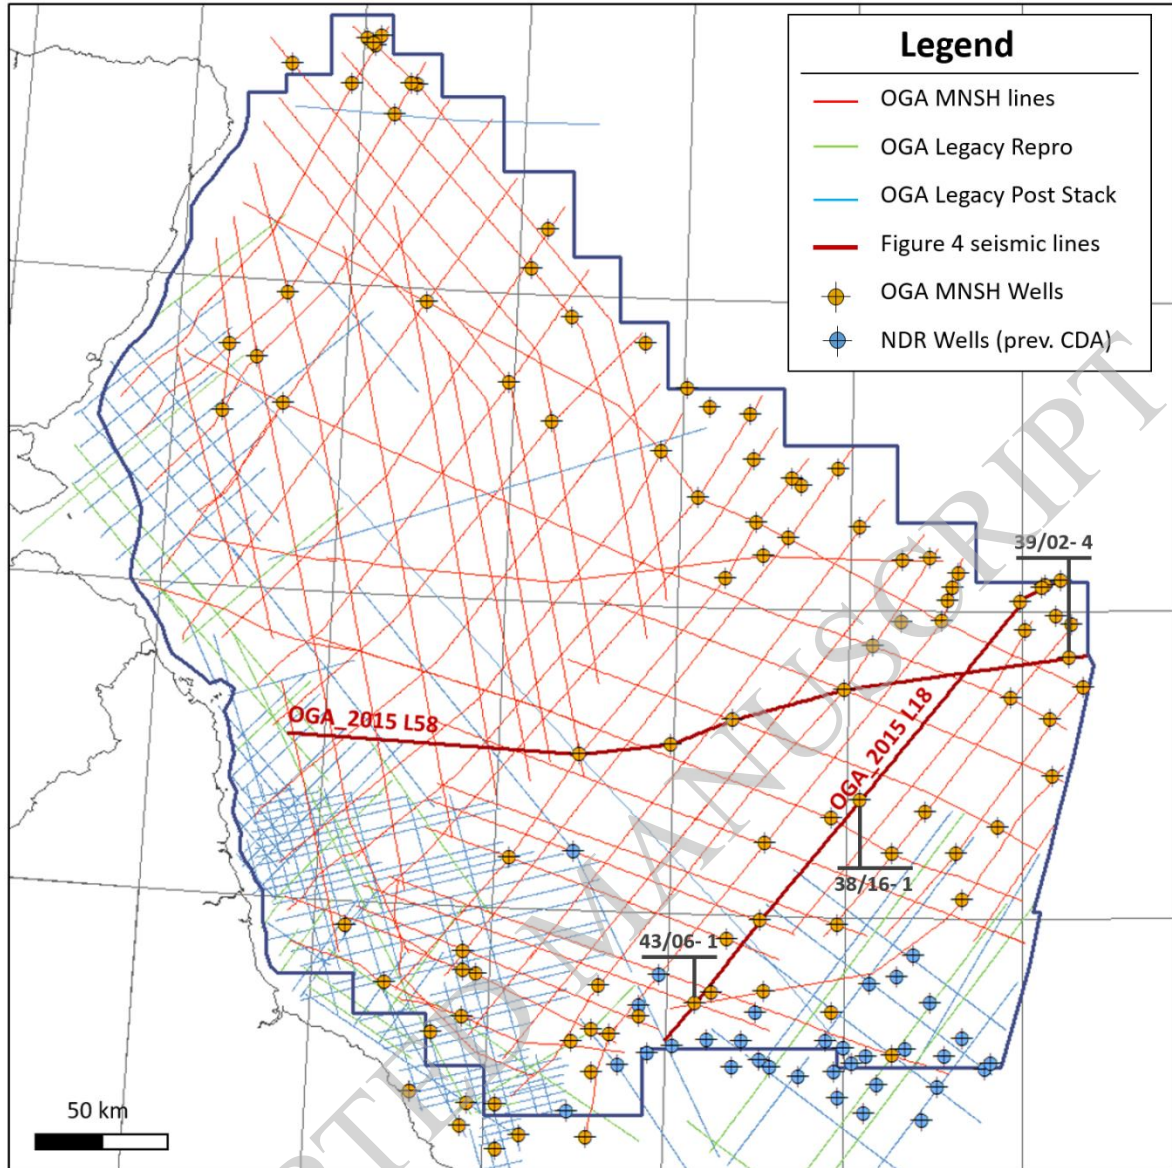 Legend
OGA MNSH lines
OGA Legacy Repro
OGA Legacy Post Stack
Figure 4 seismic lines
OGA MNSH Wells
NDR Wells (prev. CDA)
39/02- 4
OGA_2015 L58
OGA_2015 L18
38/16- 1
43/06- 1
50 km
RTED MANUSCRIPT